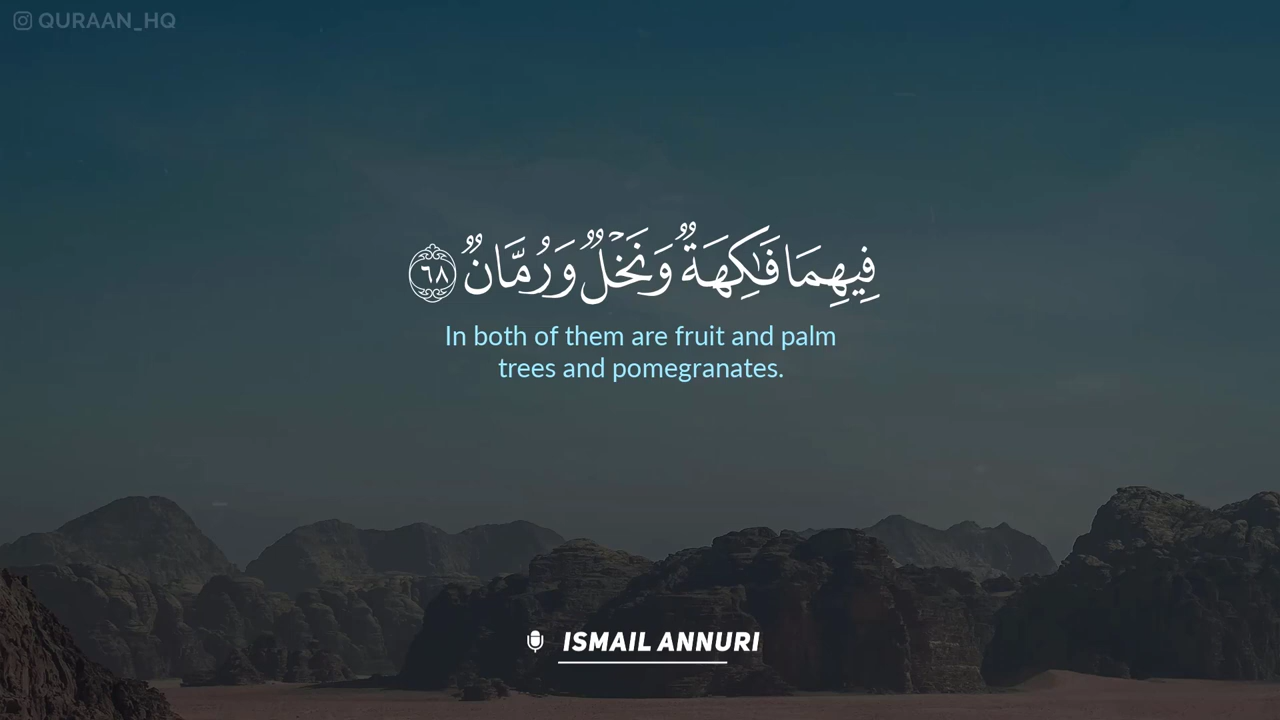 QURAAN_HQ
فِيهِمَا فَـٰكِهَةٌ وَنَخْلٌ وَرُمَّانٌ ٦٨
In both of them are fruit and palm
trees and pomegranates.
ISMAIL ANNURI